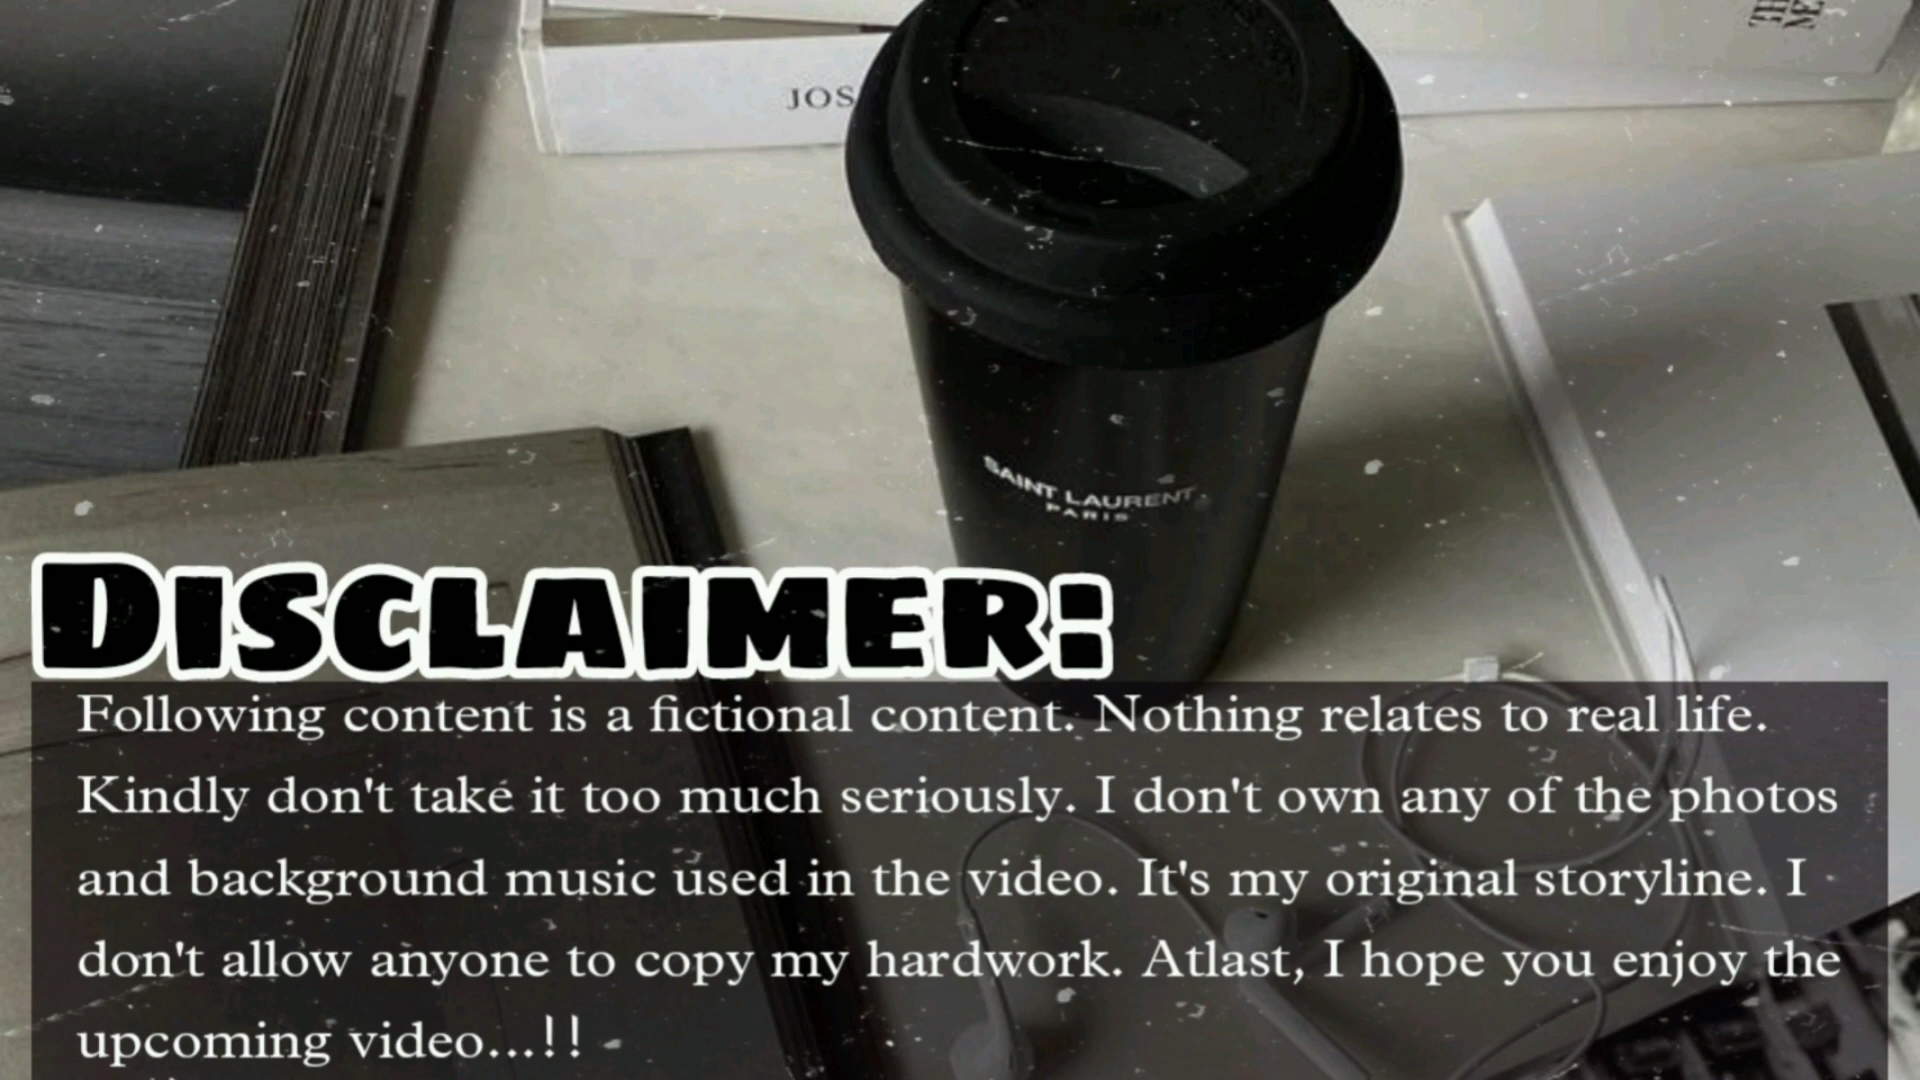 THE
NE
JOS
SAINT LAURENT
PARIS
DISCLAIMER:
Following content is a fictional content. Nothing relates to real life.
Kindly don't take it too much seriously. I don't own any of the photos
and background music used in the video. It's my original storyline. I
don't allow anyone to copy my hardwork. Atlast, I hope you enjoy the
upcoming video...!!